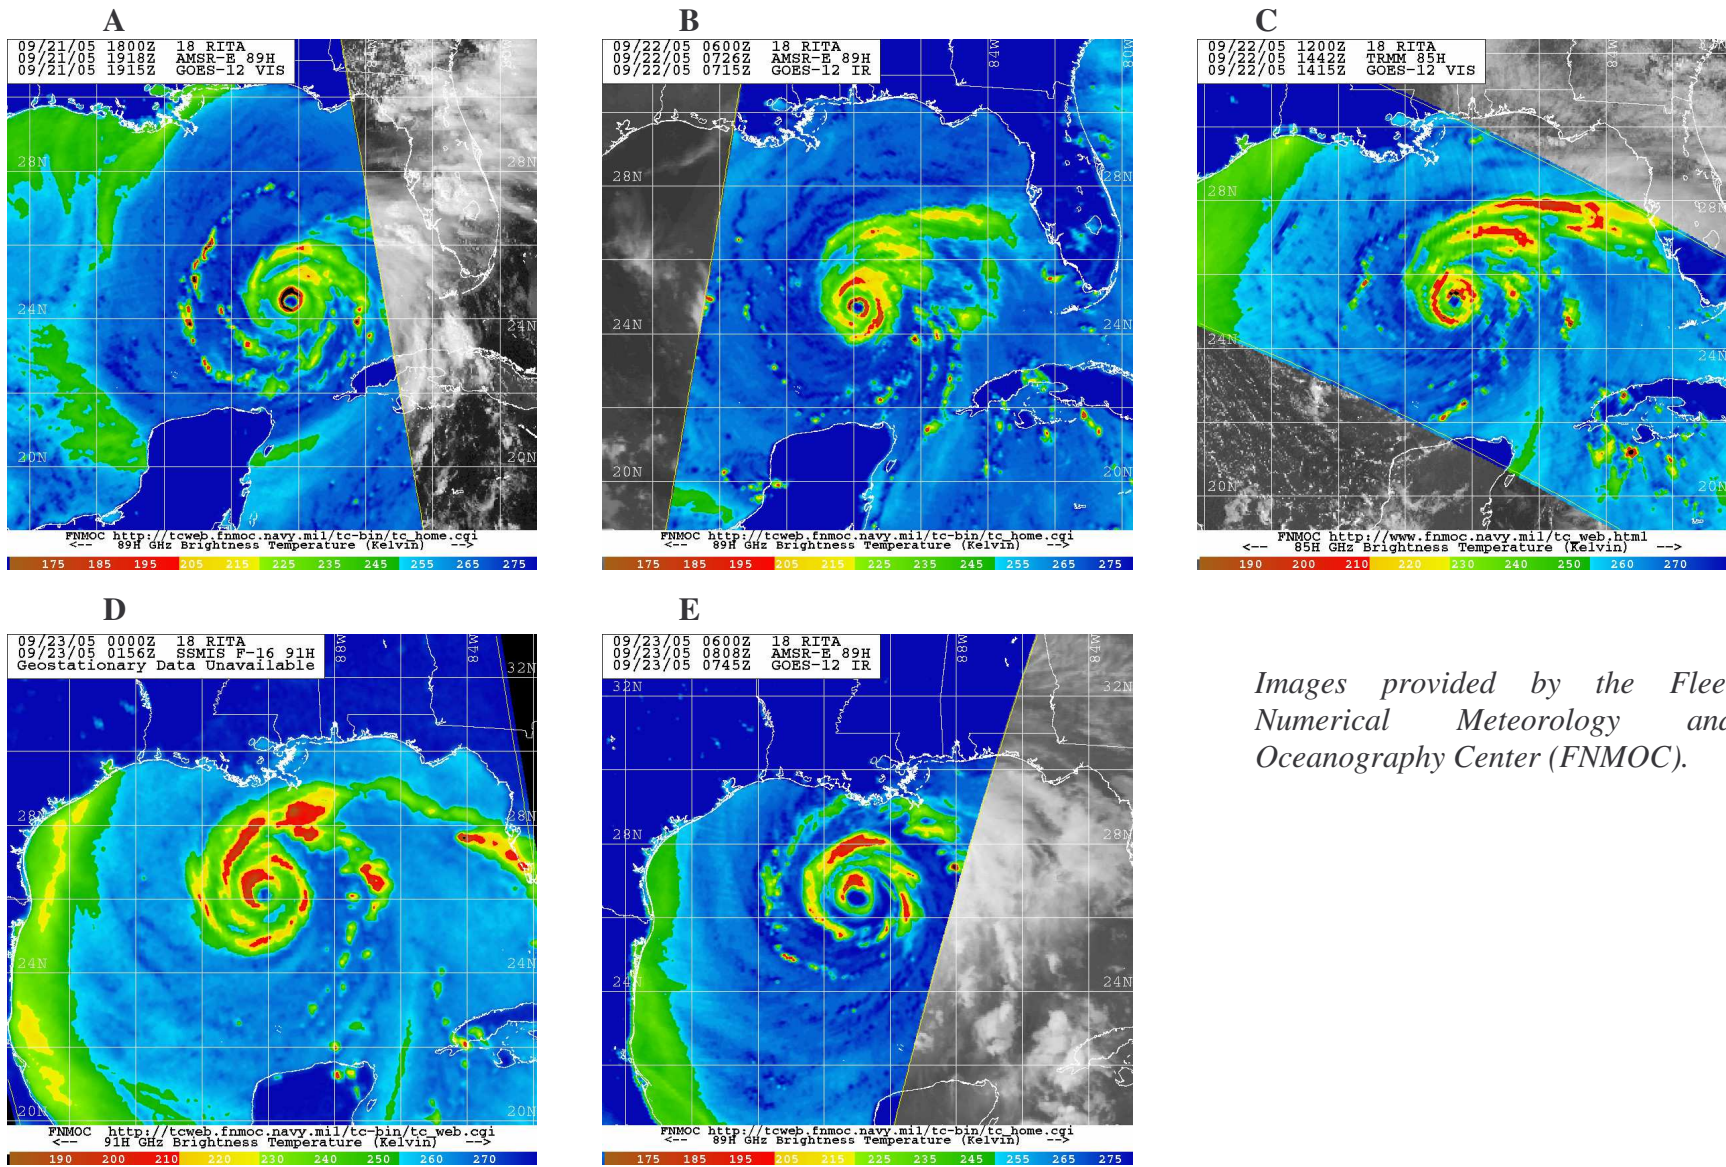 A
09/21/05 1800Z 18 RITA
09/21/05 1918Z AMSR-E 89H
09/21/05 1915Z GOES-12 VIS
28N
28N
24N
24N
20N
FNMOC http://tcweb.fnmoc.navy.mil/tc-bin/tc_home.cgi
<-- 89H GHz Brightness Temperature (Kelvin) -->
175 185 195 205 215 225 235 245 255 265 275
B
09/22/05 0600Z 18 RITA
09/22/05 0726Z AMSR-E 89H
09/22/05 0715Z GOES-12 IR
84W
80W
28N
28N
24N
24N
20N
20N
FNMOC http://tcweb.fnmoc.navy.mil/tc-bin/tc_home.cgi
<-- 89H GHz Brightness Temperature (Kelvin) -->
175 185 195 205 215 225 235 245 255 265 275
C
09/22/05 1200Z 18 RITA
09/22/05 1442Z TRMM 85H
09/22/05 1415Z GOES-12 VIS
84W
28N
28N
24N
24N
20N
20N
FNMOC http://www.fnmoc.navy.mil/tc_web.html
<-- 85H GHz Brightness Temperature (Kelvin) -->
190 200 210 220 230 240 250 260 270
D
09/23/05 0000Z 18 RITA
09/23/05 0156Z SSMIS F-16 91H
Geostationary Data Unavailable
88W
84W
32N
28N
28N
24N
24N
20N
20N
FNMOC http://tcweb.fnmoc.navy.mil/tc-bin/tc_web.cgi
<-- 91H GHz Brightness Temperature (Kelvin) -->
190 200 210 220 230 240 250 260 270
E
09/23/05 0600Z 18 RITA
09/23/05 0808Z AMSR-E 89H
09/23/05 0745Z GOES-12 IR
88W
84W
32N
32N
28N
28N
24N
24N
FNMOC http://tcweb.fnmoc.navy.mil/tc-bin/tc_home.cgi
<-- 89H GHz Brightness Temperature (Kelvin) -->
175 185 195 205 215 225 235 245 255 265 275
Images provided by the Flee
Numerical Meteorology and
Oceanography Center (FNMOC).